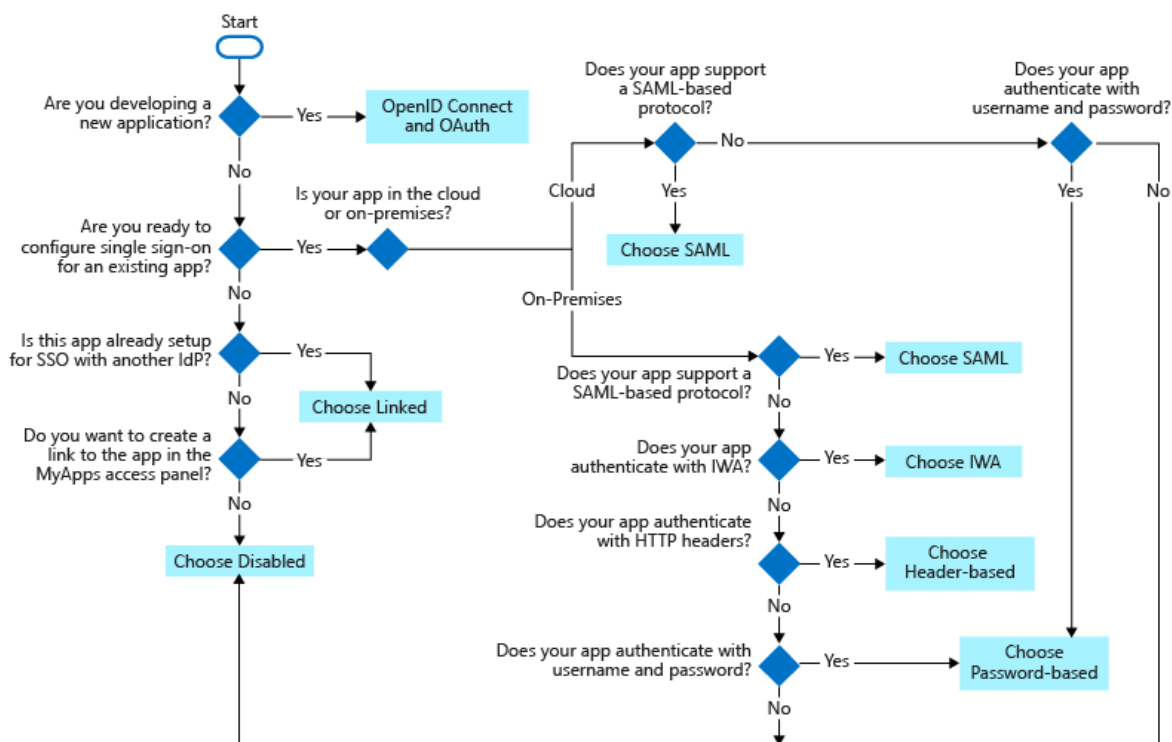 Start
Are you developing a
new application?
Yes
OpenID Connect
and OAuth
No
Are you ready to
configure single sign-on
for an existing app?
Yes
Is your app in the cloud
or on-premises?
Cloud
Does your app support
a SAML-based
protocol?
No
Yes
Choose SAML
Does your app
authenticate with
username and password?
Yes
No
On-Premises
No
Is this app already setup
for SSO with another IdP?
Yes
Choose Linked
No
Do you want to create a
link to the app in the
MyApps access panel?
Yes
No
Choose Disabled
Does your app support a
SAML-based protocol?
Yes
Choose SAML
No
Does your app
authenticate with IWA?
Yes
Choose IWA
No
Does your app authenticate
with HTTP headers?
Yes
Choose
Header-based
No
Does your app authenticate with
username and password?
Yes
Choose
Password-based
No